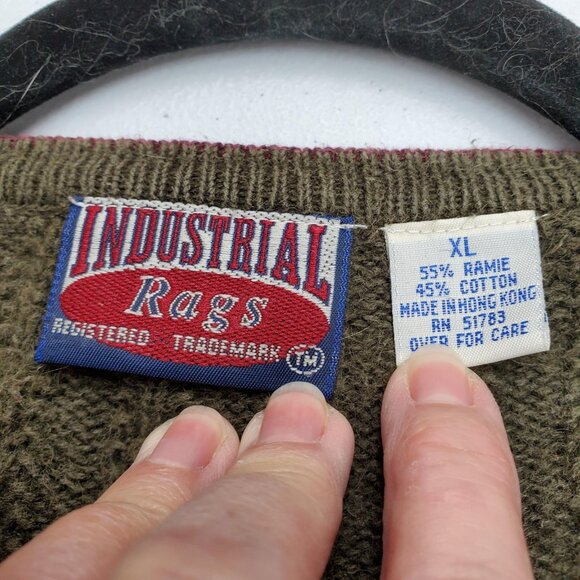 INDUSTRIAL
Rags
REGISTERED TRADEMARK TM
XL
55% RAMIE
45% COTTON
MADE IN HONG KONG
RN 51783
OVER FOR CARE